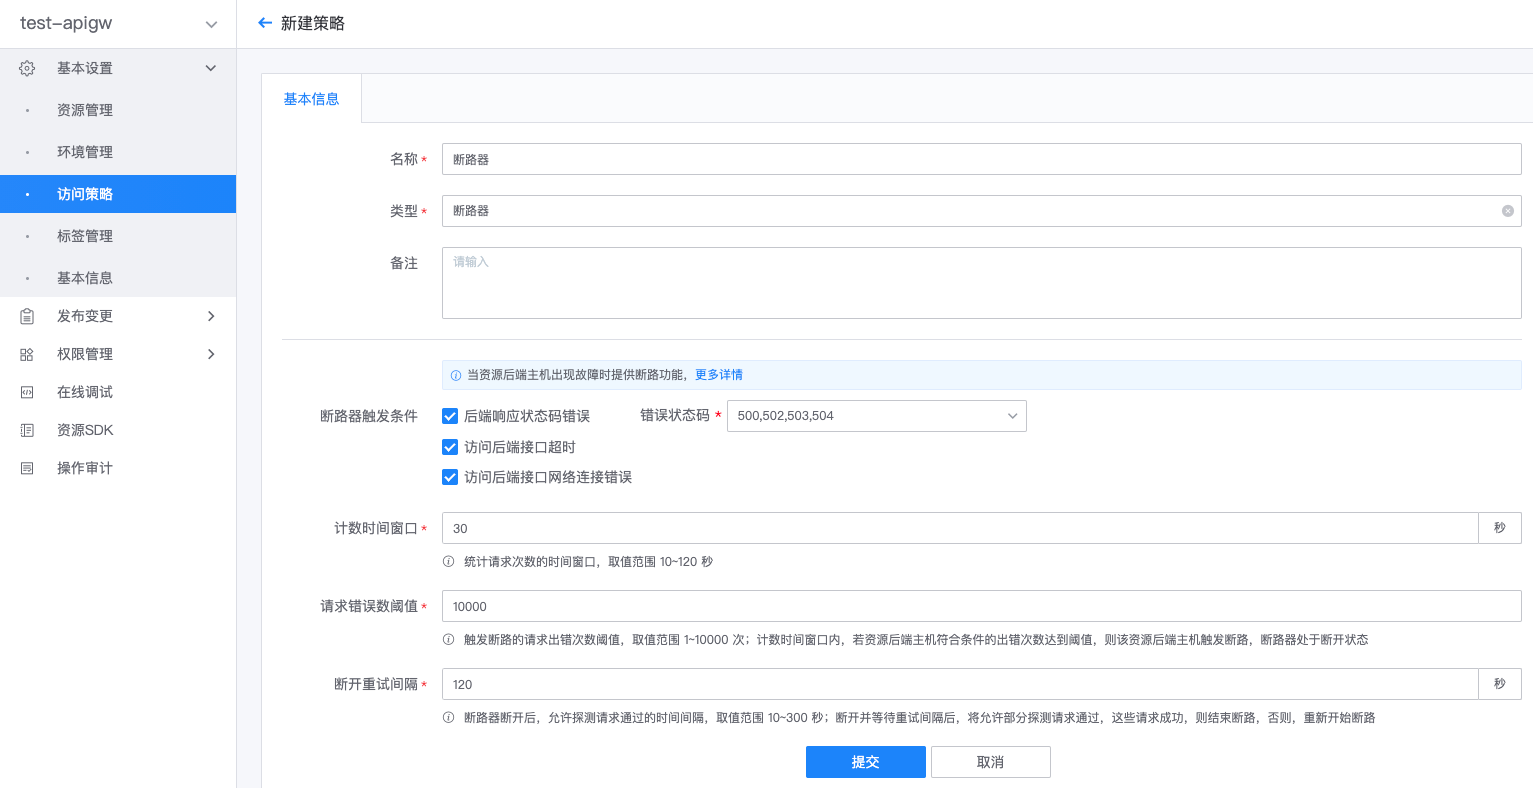 test-apigw
基本设置
资源管理
环境管理
访问策略
标签管理
基本信息
发布变更
权限管理
在线调试
资源SDK
操作审计
新建策略
基本信息
名称 *
断路器
类型 *
断路器
备注
请输入
当资源后端主机出现故障时提供断路功能，更多详情
断路器触发条件
后端响应状态码错误
错误状态码 *
500,502,503,504
访问后端接口超时
访问后端接口网络连接错误
计数时间窗口 *
30
秒
统计请求次数的时间窗口，取值范围 10~120 秒
请求错误数阈值 *
10000
触发断路的请求出错次数阈值，取值范围 1~10000 次；计数时间窗口内，若资源后端主机符合条件的出错次数达到阈值，则该资源后端主机触发断路，断路器处于断开状态
断开重试间隔 *
120
秒
断路器断开后，允许探测请求通过的时间间隔，取值范围 10~300 秒；断开并等待重试间隔后，将允许部分探测请求通过，这些请求成功，则结束断路，否则，重新开始断路
提交
取消